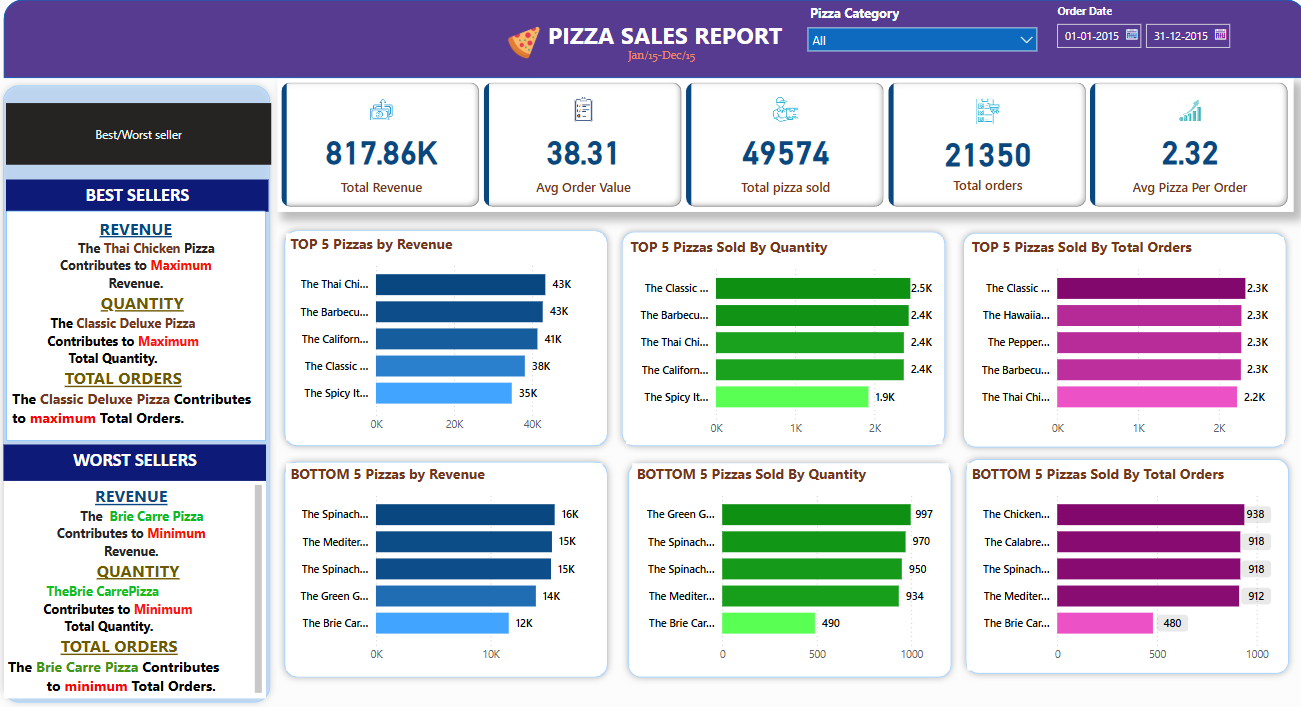 PIZZA SALES REPORT
Jan/15-Dec/15
Pizza Category
All
Order Date
01-01-2015
31-12-2015
Best/Worst seller
BEST SELLERS
REVENUE
The Thai Chicken Pizza
Contributes to Maximum
Revenue.
QUANTITY
The Classic Deluxe Pizza
Contributes to Maximum
Total Quantity.
TOTAL ORDERS
The Classic Deluxe Pizza Contributes
to maximum Total Orders.
WORST SELLERS
REVENUE
The Brie Carre Pizza
Contributes to Minimum
Revenue.
QUANTITY
TheBrie CarrePizza
Contributes to Minimum
Total Quantity.
TOTAL ORDERS
The Brie Carre Pizza Contributes
to minimum Total Orders.
817.86K
Total Revenue
38.31
Avg Order Value
49574
Total pizza sold
21350
Total orders
2.32
Avg Pizza Per Order
TOP 5 Pizzas by Revenue
The Thai Chi... 43K
The Barbecu... 43K
The Californ... 41K
The Classic ... 38K
The Spicy It... 35K
0K 20K 40K
TOP 5 Pizzas Sold By Quantity
The Classic ... 2.5K
The Barbecu... 2.4K
The Thai Chi... 2.4K
The Californ... 2.4K
The Spicy It... 1.9K
0K 1K 2K
TOP 5 Pizzas Sold By Total Orders
The Classic ... 2.3K
The Hawaiia... 2.3K
The Pepper... 2.3K
The Barbecu... 2.3K
The Thai Chi... 2.2K
0K 1K 2K
BOTTOM 5 Pizzas by Revenue
The Spinach... 16K
The Mediter... 15K
The Spinach... 15K
The Green G... 14K
The Brie Car... 12K
0K 10K
BOTTOM 5 Pizzas Sold By Quantity
The Green G... 997
The Spinach... 970
The Spinach... 950
The Mediter... 934
The Brie Car... 490
0 500 1000
BOTTOM 5 Pizzas Sold By Total Orders
The Chicken... 938
The Calabre... 918
The Spinach... 918
The Mediter... 912
The Brie Car... 480
0 500 1000